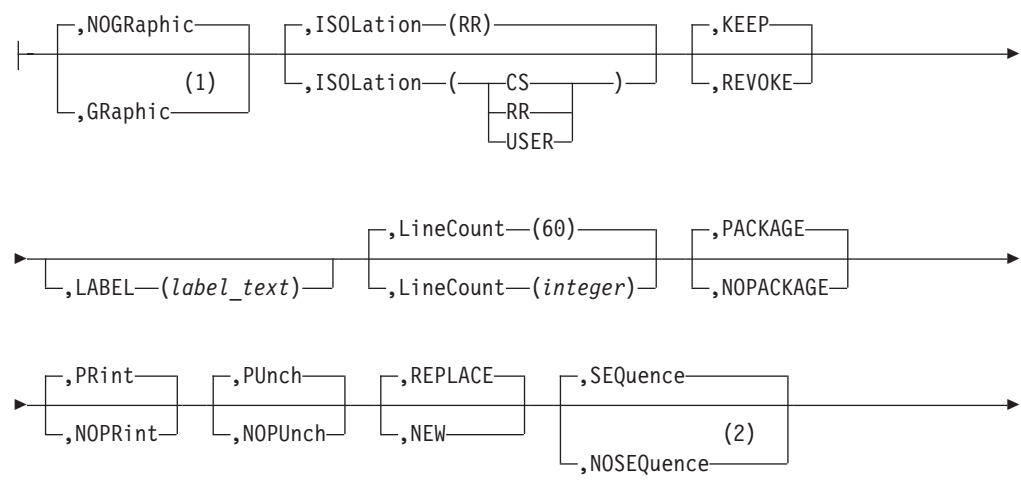 ,NOGRaphic ,ISOLation (RR) ,KEEP
(1) ,ISOLation ( CS ) ,REVOKE
,GRaphic RR
USER
,LineCount (60) ,PACKAGE
,LABEL (label_text) ,LineCount (integer) ,NOPACKAGE
,PRint ,PUnch ,REPLACE ,SEQuence
,NOPRint ,NOPUnch ,NEW (2)
,NOSEQuence